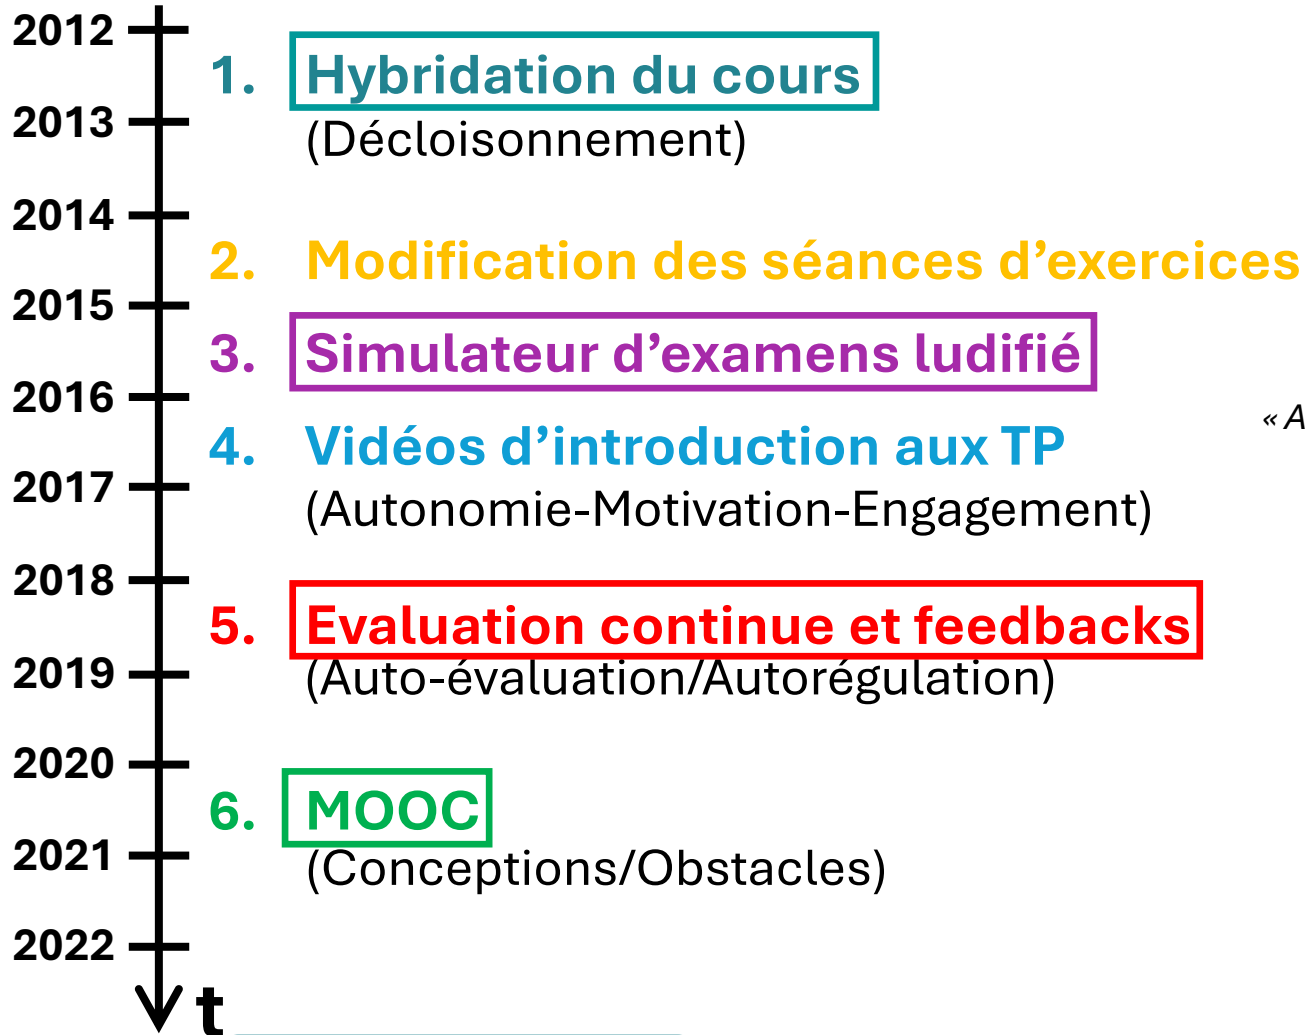 2012
1. Hybridation du cours
2013
(Décloisonnement)
2014
2. Modification des séances d’exercices
2015
3. Simulateur d’examens ludifié
2016
« A
4. Vidéos d’introduction aux TP
2017
(Autonomie-Motivation-Engagement)
2018
5. Evaluation continue et feedbacks
2019
(Auto-évaluation/Autorégulation)
2020
6. MOOC
2021
(Conceptions/Obstacles)
2022
t